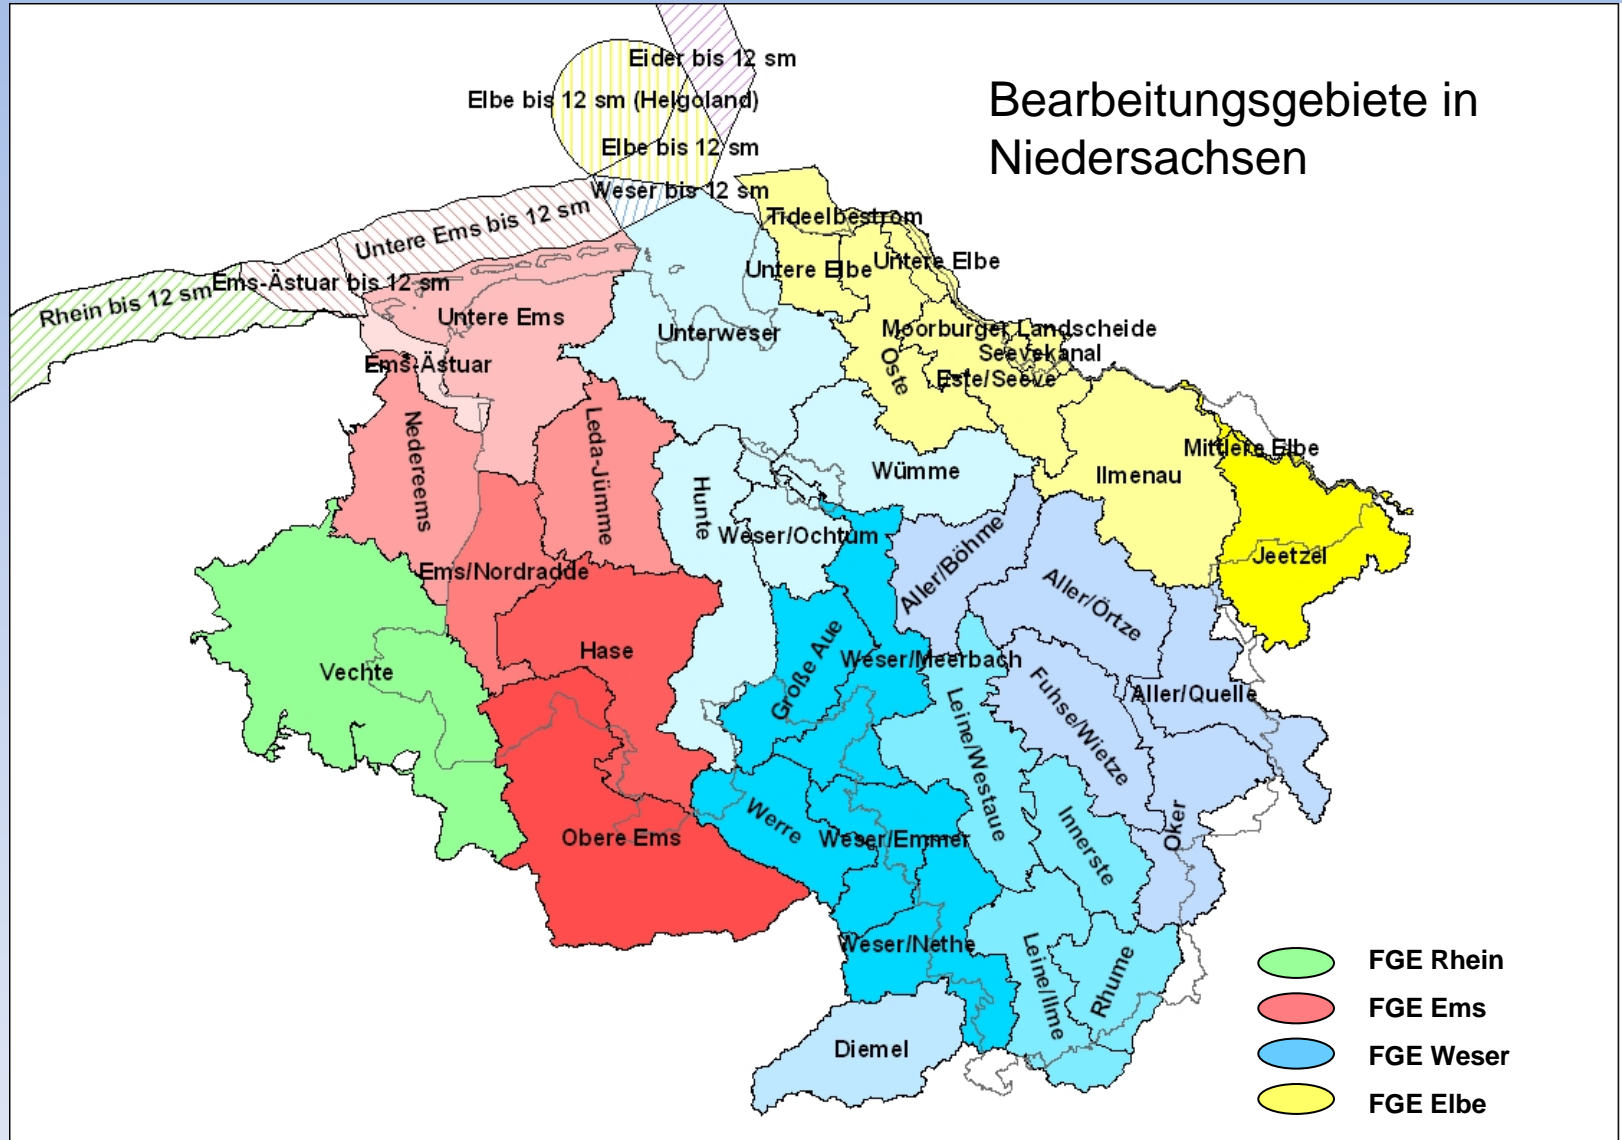 Eider bis 12 sm
Elbe bis 12 sm (Helgoland)
Elbe bis 12 sm
Weser bis 12 sm
Bearbeitungsgebiete in
Niedersachsen
Untere Ems bis 12 sm
Ems-Ästuar bis 12 sm
Rhein bis 12 sm
Tideelbestrom
Untere Elbe
Untere Elbe
Untere Ems
Unterweser
Moorburger Landscheide
Seevekanal
Este/Seeve
Oste
Ems-Ästuar
Nedereems
Leda-Jümme
Hunte
Wümme
Ilmenau
Mittlere Elbe
Jeetzel
Weser/Ochtum
Aller/Böhme
Aller/Örtze
Ems/Nordradde
Hase
Vechte
Große Aue
Weser/Meerbach
Leine/Westaue
Fuhse/Wietze
Aller/Quelle
Obere Ems
Werre
Weser/Emmer
Innerste
Oker
Weser/Nethe
Leine/Ilme
Rhume
Diemel
FGE Rhein
FGE Ems
FGE Weser
FGE Elbe